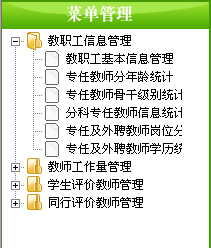 菜单管理
教职工信息管理
教职工基本信息管理
专任教师分年龄统计
专任教师骨干级别统计
分科专任教师信息统计
专任及外聘教师岗位分
专任及外聘教师学历统
教师工作量管理
学生评价教师管理
同行评价教师管理